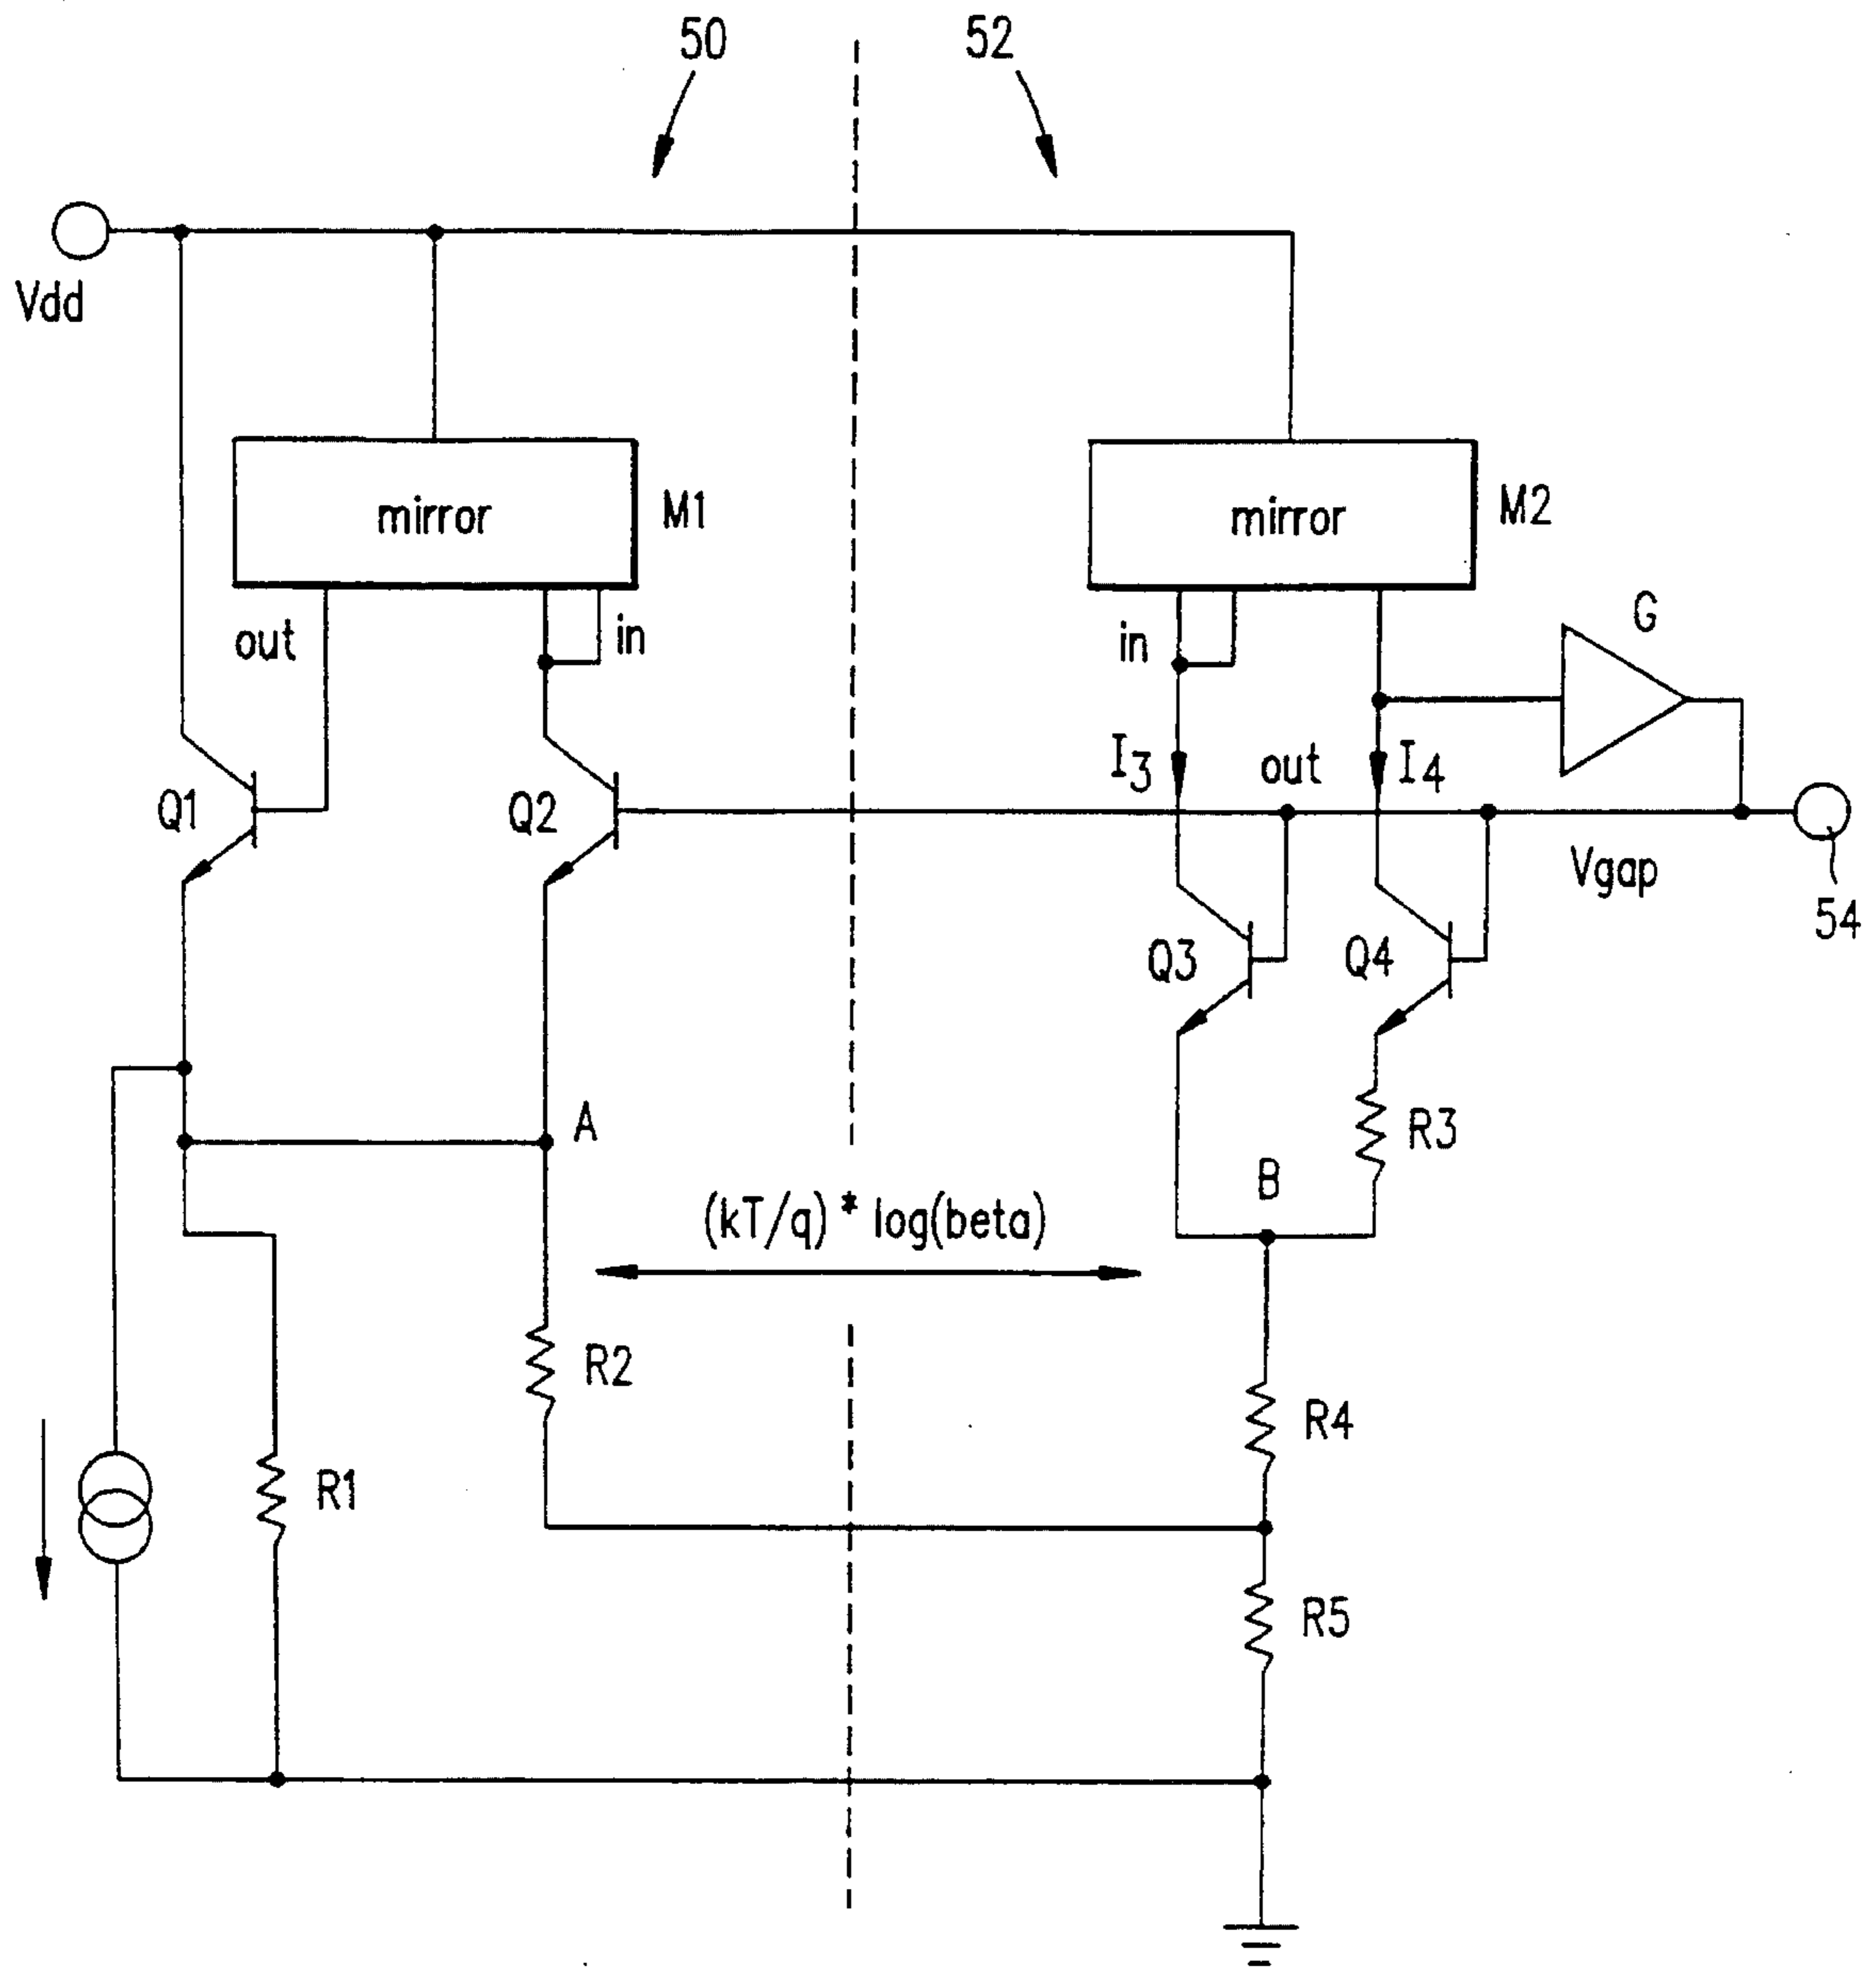 50
52
Vdd
mirror
M1
mirror
M2
out
in
in
G
I3
out
I4
Q1
Q2
Vgap
54
Q3
Q4
A
R3
B
(kT/q) * log(beta)
R2
R4
R1
R5